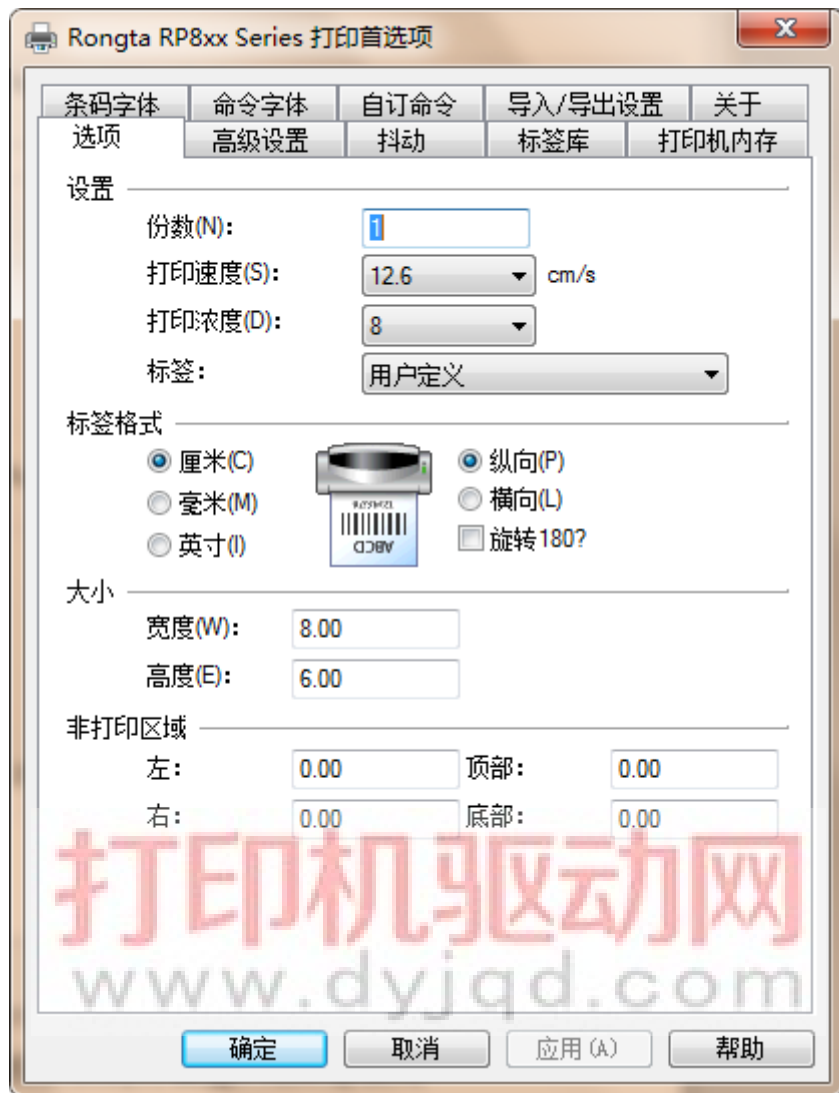 Rongta RP8xx Series 打印首选项
条码字体 命令字体 自订命令 导入/导出设置 关于
选项 高级设置 抖动 标签库 打印机内存
设置
份数(N): 1
打印速度(S): 12.6 cm/s
打印浓度(D): 8
标签: 用户定义
标签格式
厘米(C) 纵向(P)
毫米(M) 横向(L)
英寸(I) 旋转180?
ABCD
大小
宽度(W): 8.00
高度(E): 6.00
非打印区域
左: 0.00 顶部: 0.00
右: 0.00 底部: 0.00
打印机驱动网
www.dyjqd.com
确定 取消 应用(A) 帮助